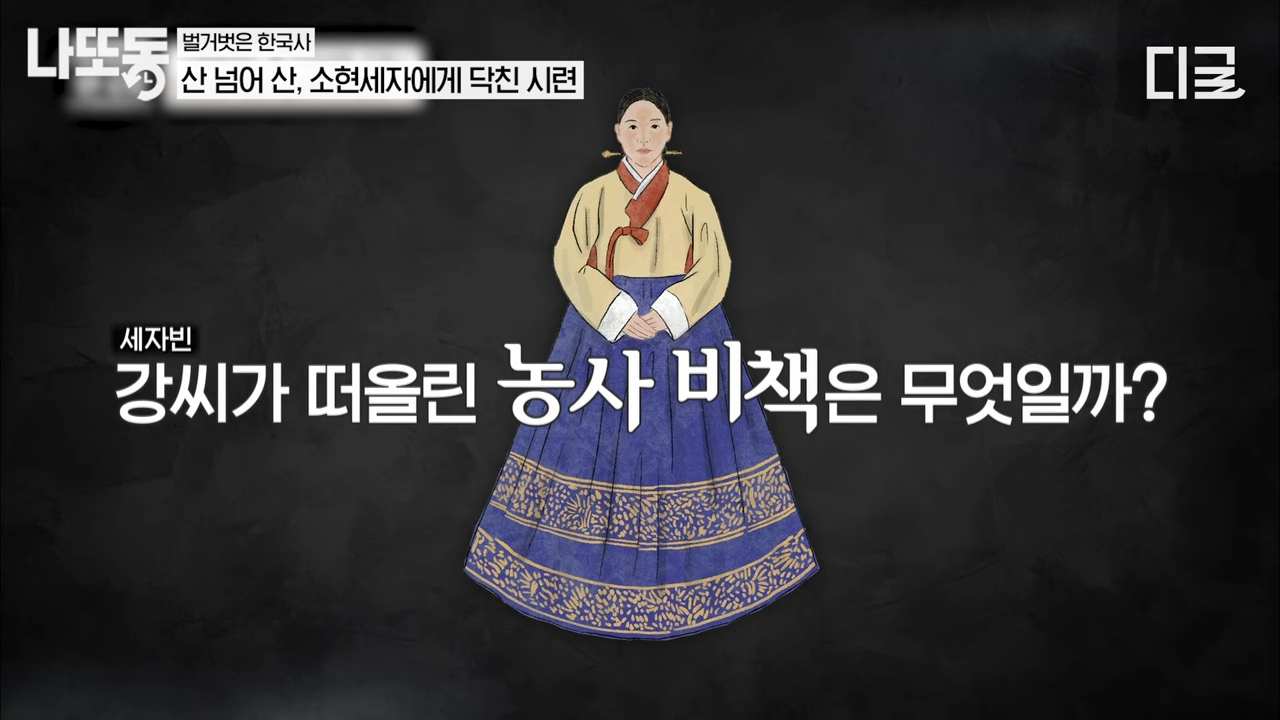 나또동
벌거벗은 한국사
산 넘어 산, 소현세자에게 닥친 시련
디글
세자빈
강씨가 떠올린 농사 비책은 무엇일까?